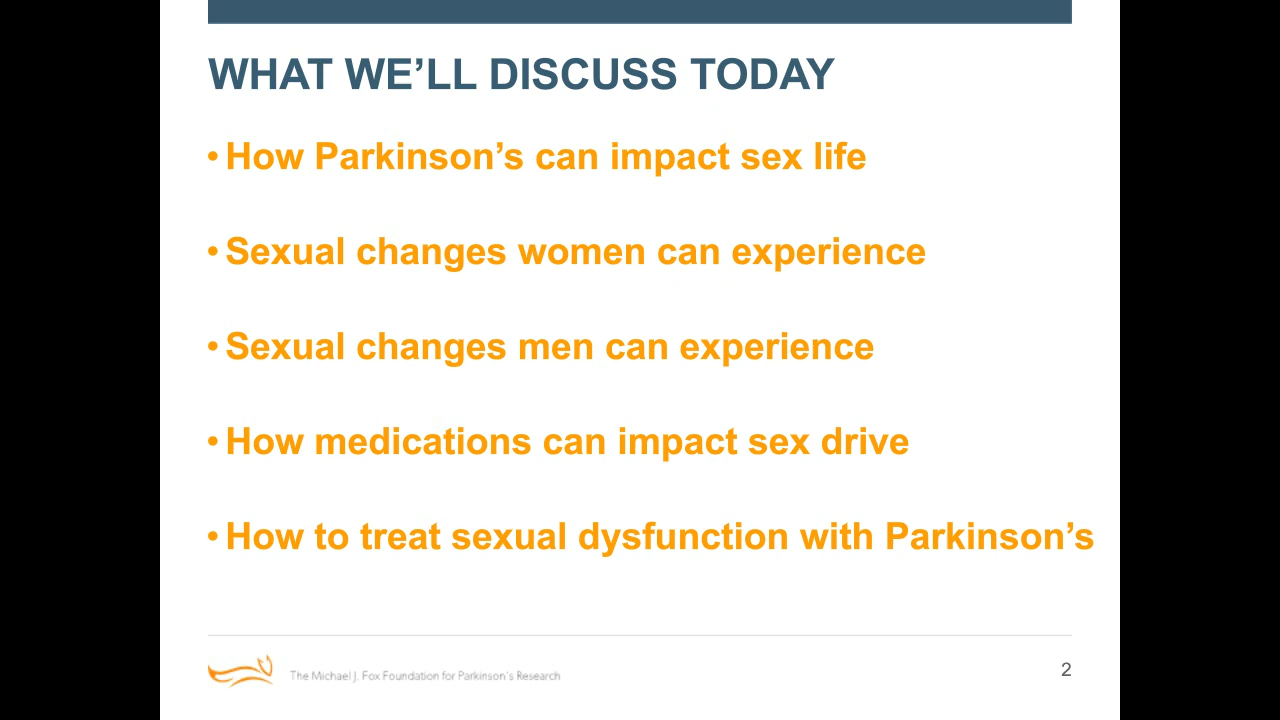 WHAT WE’LL DISCUSS TODAY
• How Parkinson’s can impact sex life
• Sexual changes women can experience
• Sexual changes men can experience
• How medications can impact sex drive
• How to treat sexual dysfunction with Parkinson’s
The Michael J. Fox Foundation for Parkinson’s Research
2